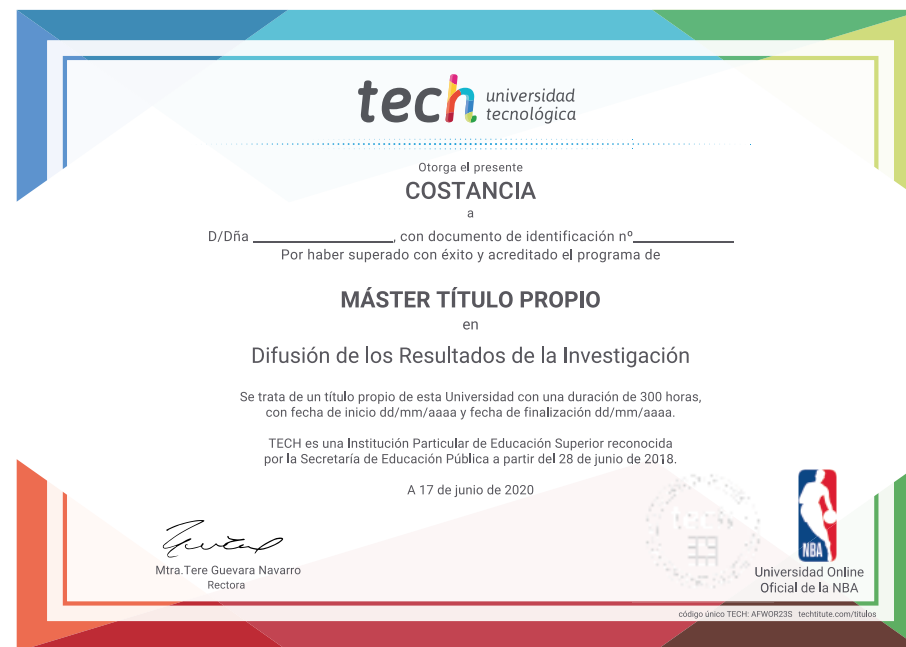 tech universidad
tecnológica
Otorga el presente
COSTANCIA
a
D/Dña ____________, con documento de identificación nº____________
Por haber superado con éxito y acreditado el programa de
MÁSTER TÍTULO PROPIO
en
Difusión de los Resultados de la Investigación
Se trata de un título propio de esta Universidad con una duración de 300 horas,
con fecha de inicio dd/mm/aaaa y fecha de finalización dd/mm/aaaa.
TECH es una Institución Particular de Educación Superior reconocida
por la Secretaría de Educación Pública a partir del 28 de junio de 2018.
A 17 de junio de 2020
Mtra.Tere Guevara Navarro
Rectora
NBA
Universidad Online
Oficial de la NBA
código único TECH: AFWOR23S techtitute.com/titulos